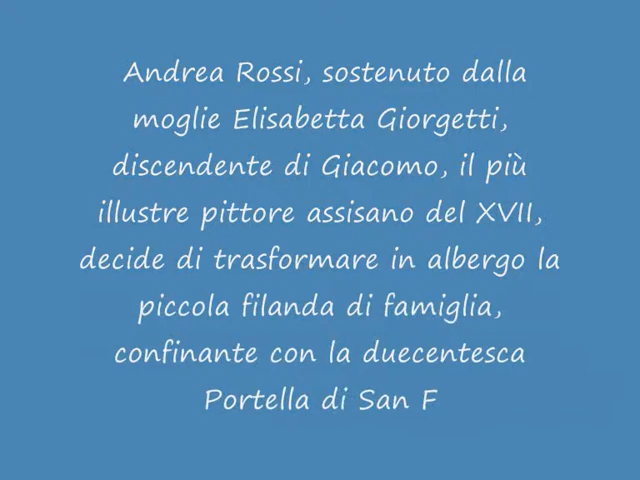 Andrea Rossi, sostenuto dalla
moglie Elisabetta Giorgetti,
discendente di Giacomo, il più
illustre pittore assisano del XVII,
decide di trasformare in albergo la
piccola filanda di famiglia,
confinante con la duecentesca
Portella di San F